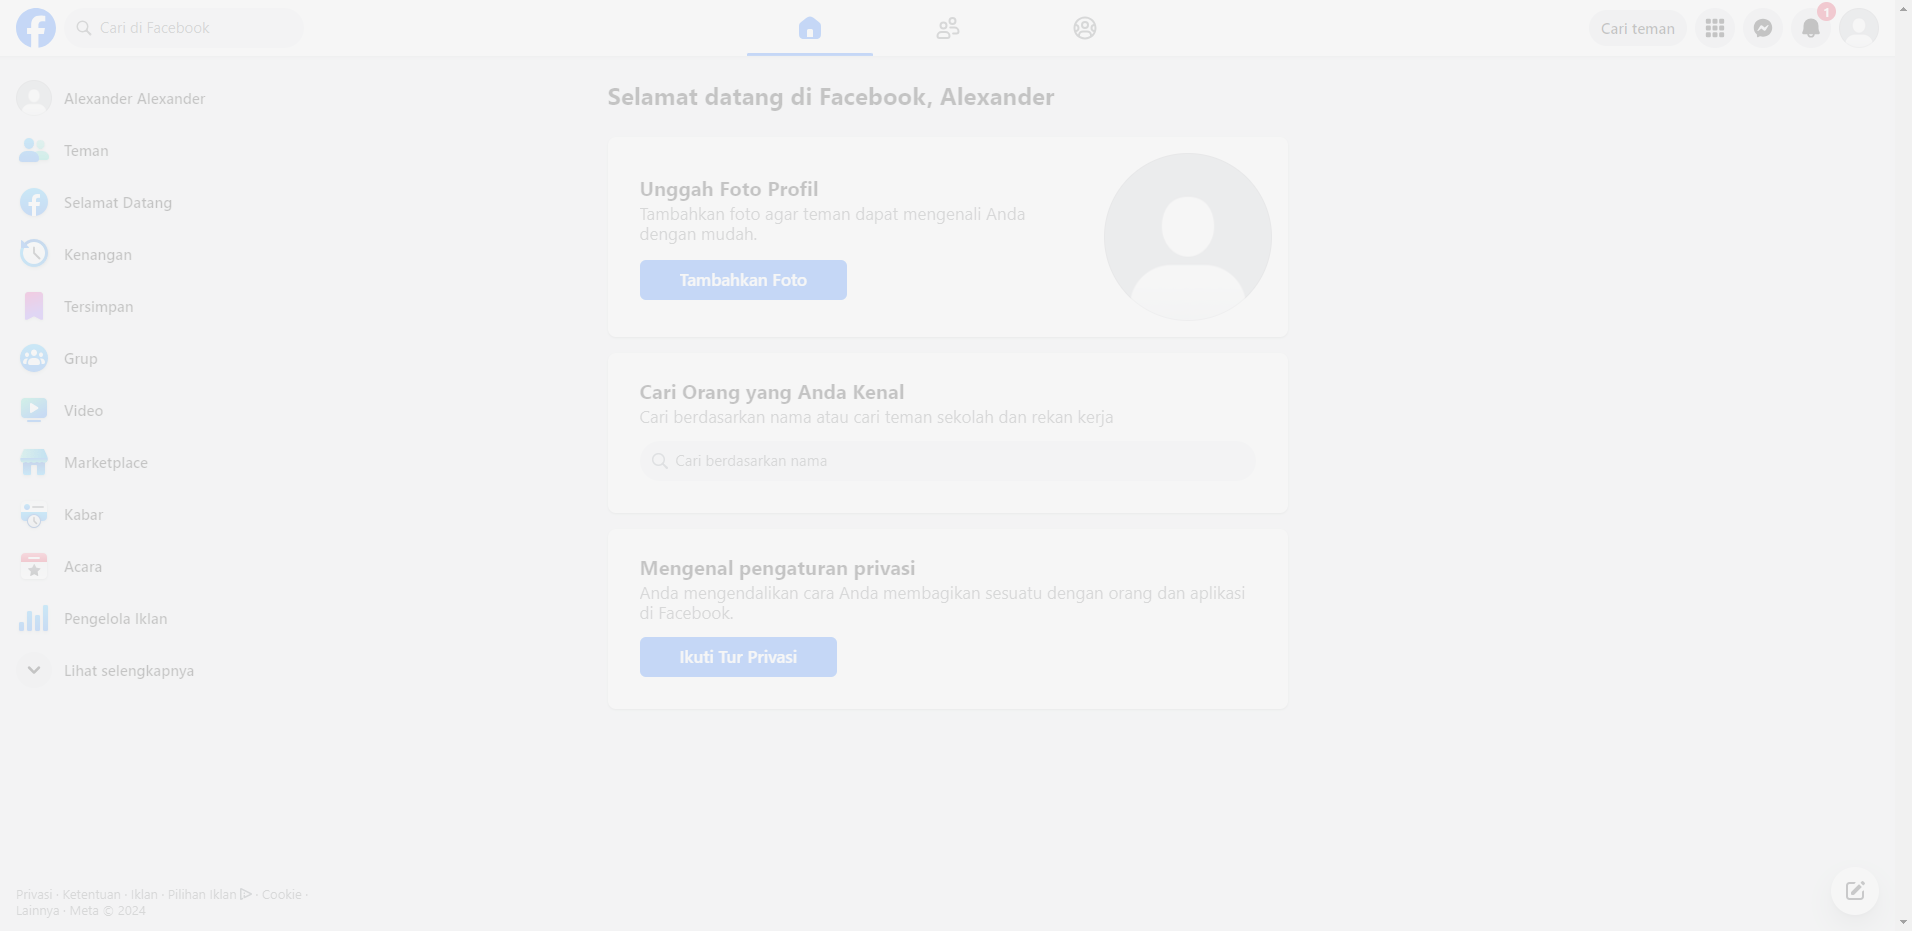 Cari di Facebook
Cari teman
1
Alexander Alexander
Teman
Selamat Datang
Kenangan
Tersimpan
Grup
Video
Marketplace
Kabar
Acara
Pengelola Iklan
Lihat selengkapnya
Selamat datang di Facebook, Alexander
Unggah Foto Profil
Tambahkan foto agar teman dapat mengenali Anda
dengan mudah.
Tambahkan Foto
Cari Orang yang Anda Kenal
Cari berdasarkan nama atau cari teman sekolah dan rekan kerja
Cari berdasarkan nama
Mengenal pengaturan privasi
Anda mengendalikan cara Anda membagikan sesuatu dengan orang dan aplikasi
di Facebook.
Ikuti Tur Privasi
Privasi · Ketentuan · Iklan · Pilihan Iklan · Cookie ·
Lainnya · Meta © 2024